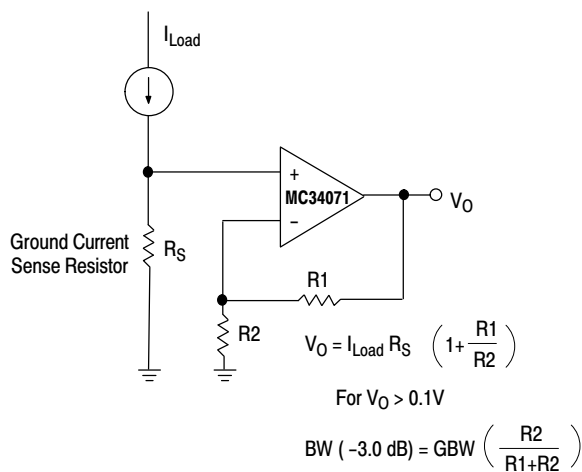 I_Load
+
MC34071
−
V_O
Ground Current
Sense Resistor
R_S
R1
R2
V_O = I_Load R_S (1+ R1/R2)
For V_O > 0.1V
BW ( −3.0 dB) = GBW ( R2/R1+R2 )